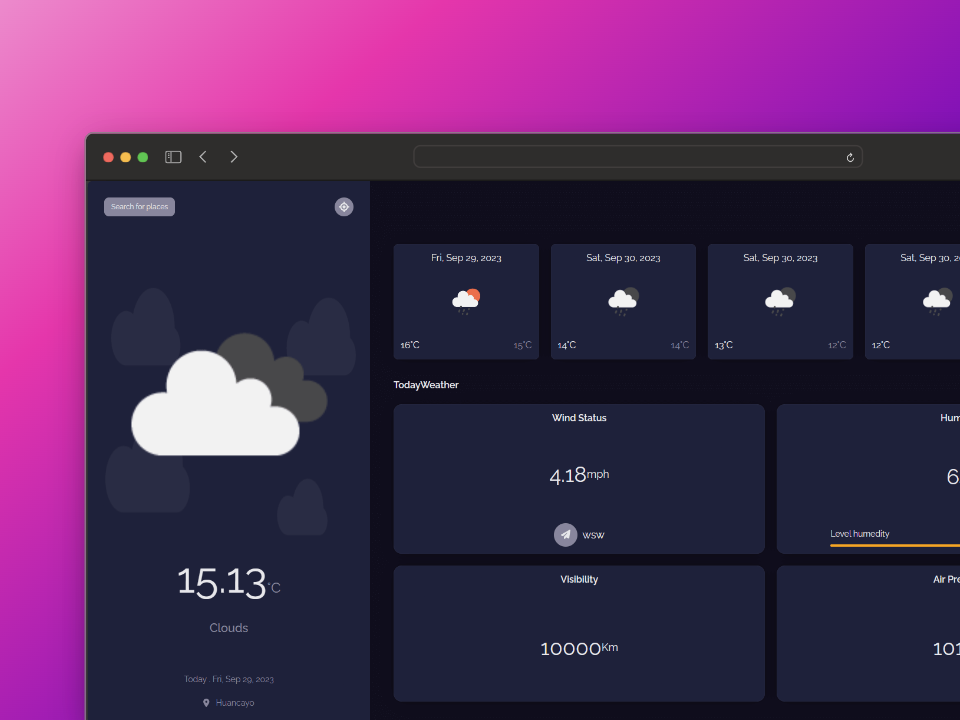 Search for places
Fri, Sep 29, 2023
16°C 15°C
Sat, Sep 30, 2023
14°C 14°C
Sat, Sep 30, 2023
13°C 12°C
Sat, Sep 30, 2
12°C
TodayWeather
Wind Status
4.18mph
WSW
Hum
6
Level humedity
Visibility
10000Km
Air Pre
101
15.13°C
Clouds
Today Fri, Sep 29, 2023
Huancayo